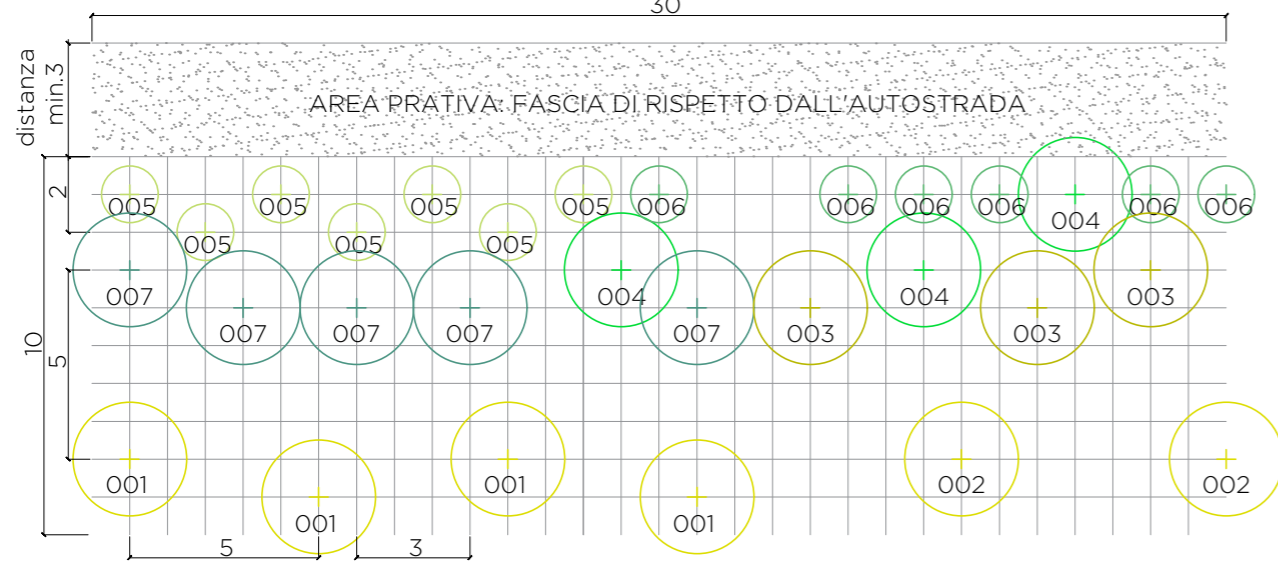 30
distanza
min.3
AREA PRATIVA: FASCIA DI RISPETTO DALL'AUTOSTRADA
2
005 005 005 005 006 006 006 006 004 006 006
005 005 005
007 004 004 003
10
5
007 007 007 007 003 003
001 001 002 002
001 001
5 3